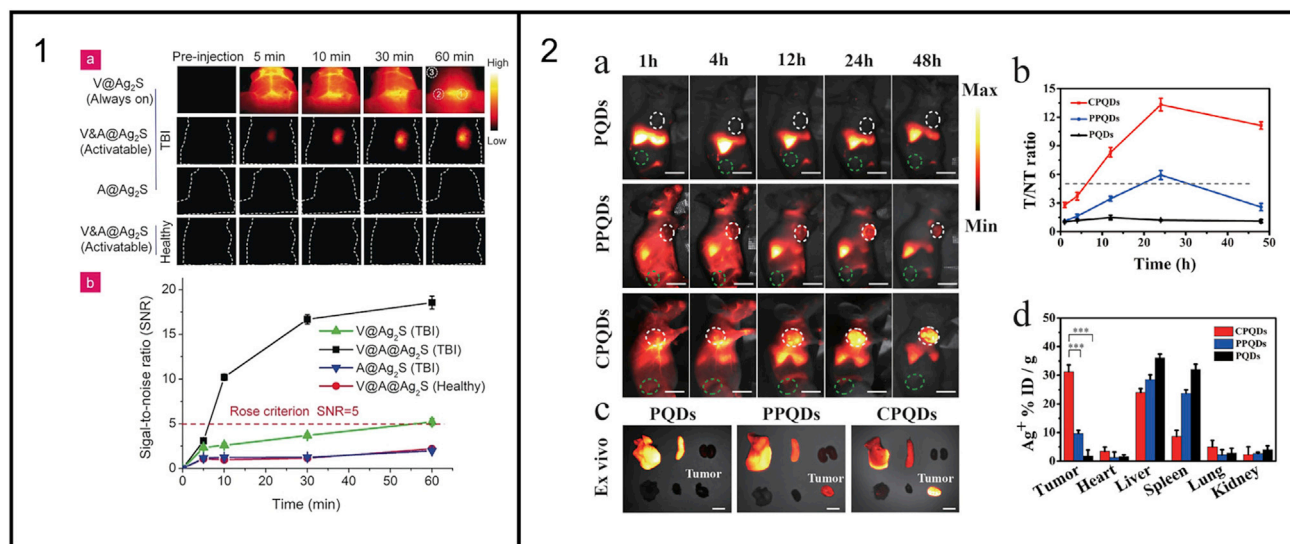 1
a
Pre-injection 5 min 10 min 30 min 60 min
V@Ag₂S
(Always on)
V&A@Ag₂S
(Activatable)
A@Ag₂S
V&A@Ag₂S
(Activatable)
TBI
Healthy
High
Low
3
2
1
b
Sigal-to-noise ratio (SNR)
20
15
10
5
0
V@Ag₂S (TBI)
V@A@Ag₂S (TBI)
A@Ag₂S (TBI)
V@A@Ag₂S (Healthy)
Rose criterion SNR=5
0 10 20 30 40 50 60
Time (min)
2
a
1h 4h 12h 24h 48h
PQDs
PPQDs
CPQDs
Max
Min
b
T/NT ratio
15
12
9
6
3
0
CPQDs
PPQDs
PQDs
0 10 20 30 40 50
Time (h)
c
PQDs PPQDs CPQDs
Ex vivo
Tumor Tumor Tumor
d
Ag⁺ % ID / g
50
40
30
20
10
0
***
***
CPQDs
PPQDs
PQDs
Tumor Heart Liver Spleen Lung Kidney